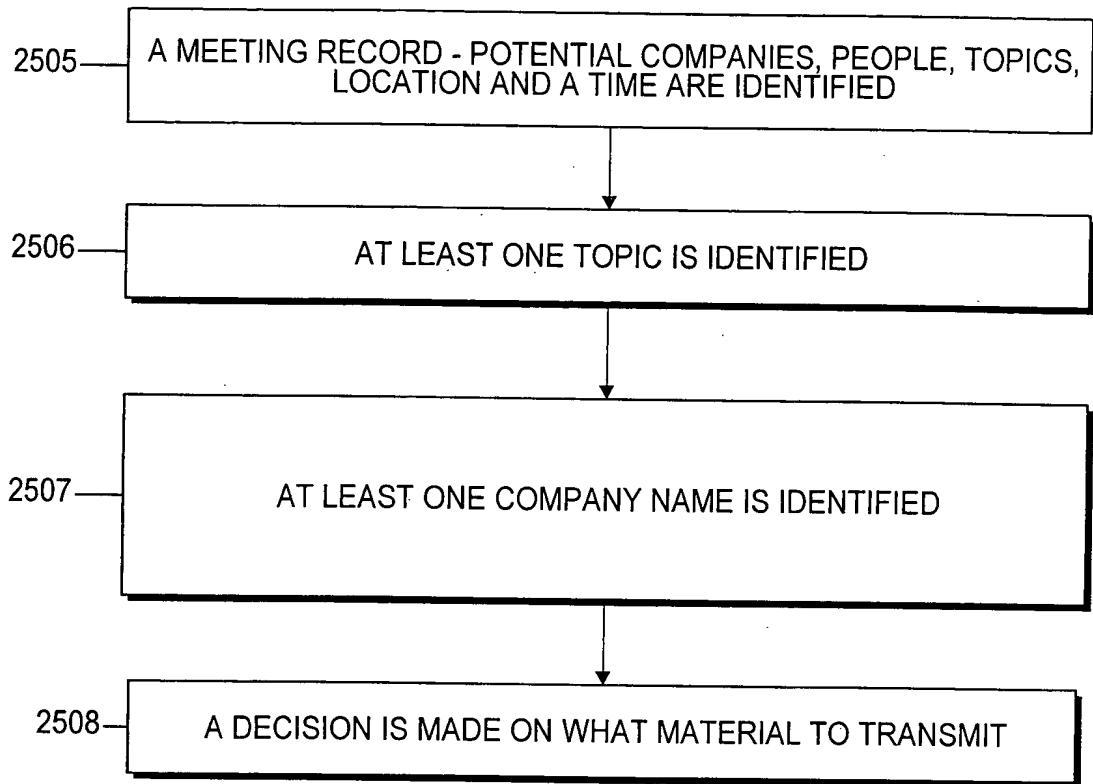 2505
A MEETING RECORD - POTENTIAL COMPANIES, PEOPLE, TOPICS,
LOCATION AND A TIME ARE IDENTIFIED
2506
AT LEAST ONE TOPIC IS IDENTIFIED
2507
AT LEAST ONE COMPANY NAME IS IDENTIFIED
2508
A DECISION IS MADE ON WHAT MATERIAL TO TRANSMIT